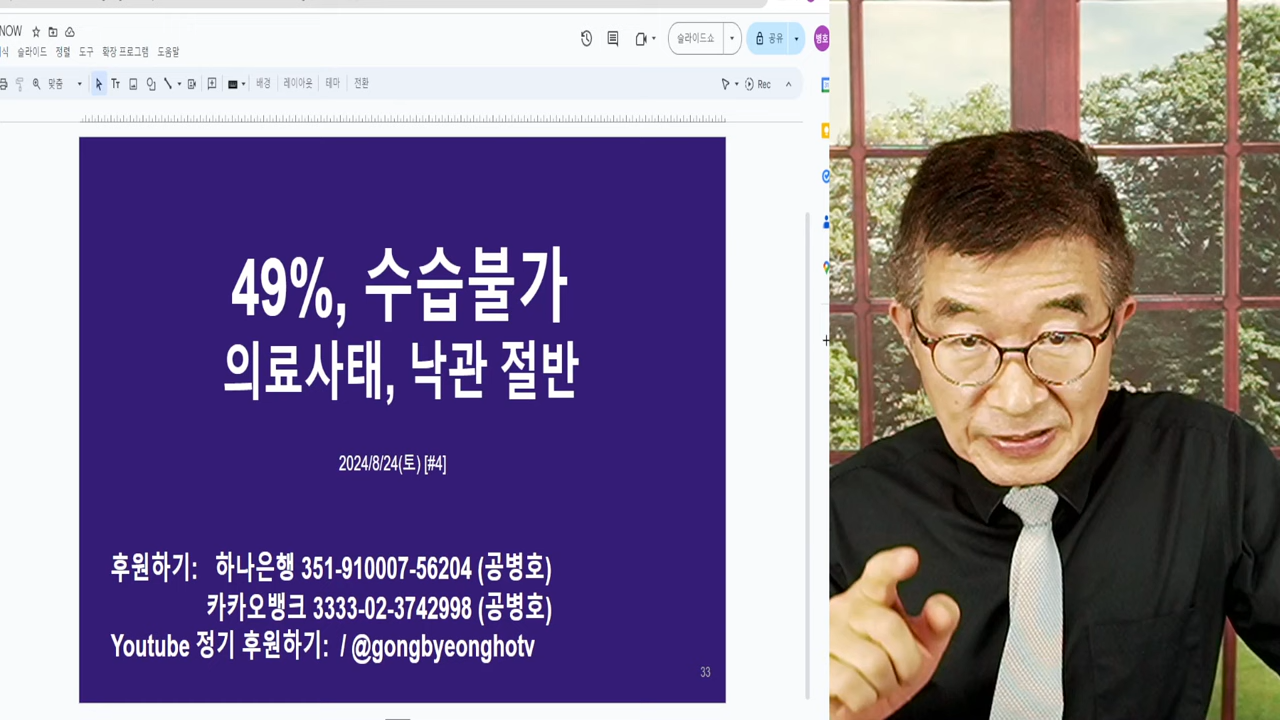 NOW
슬라이드 정렬 도구 확장 프로그램 도움말
슬라이드쇼
공유
병호
맞춤
Tт
배경 레이아웃 테마 전환
Rec
49%, 수습불가
의료사태, 낙관 절반
2024/8/24(토) [#4]
후원하기: 하나은행 351-910007-56204 (공병호)
카카오뱅크 3333-02-3742998 (공병호)
Youtube 정기 후원하기: / @gongbyeonghotv
33